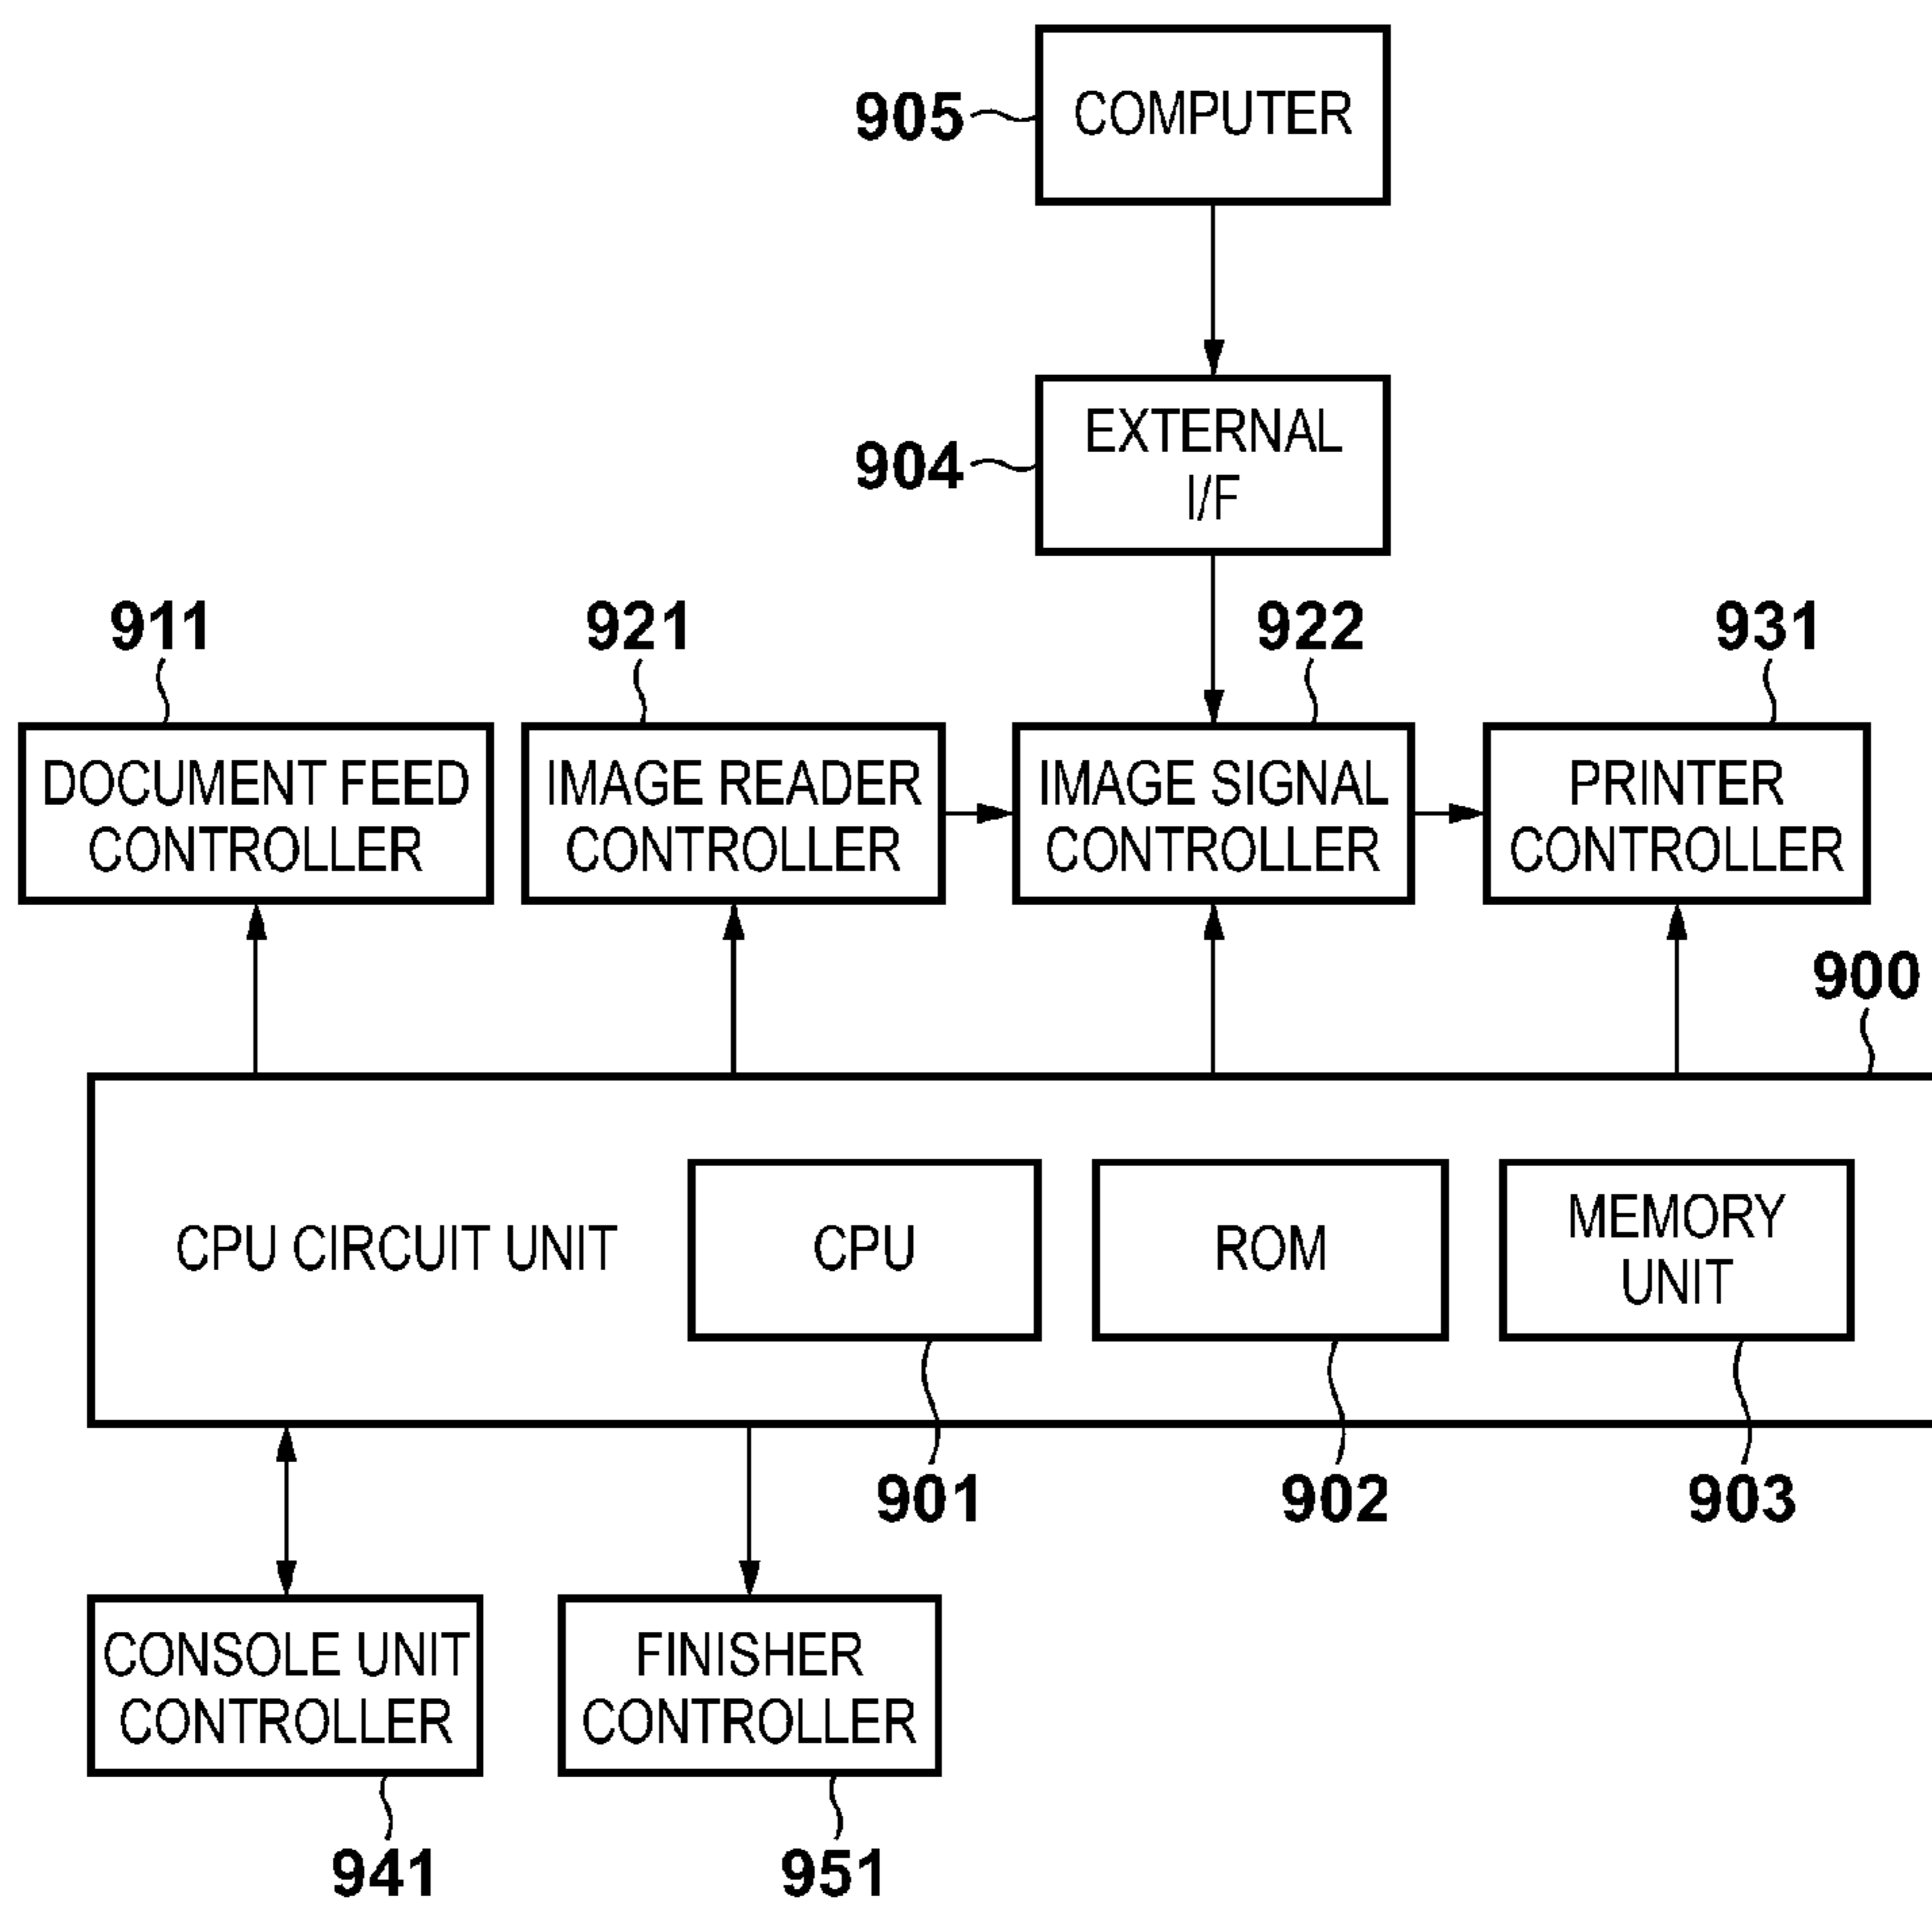 905
COMPUTER
904
EXTERNAL
I/F
911
921
922
931
DOCUMENT FEED
CONTROLLER
IMAGE READER
CONTROLLER
IMAGE SIGNAL
CONTROLLER
PRINTER
CONTROLLER
900
CPU CIRCUIT UNIT
CPU
ROM
MEMORY
UNIT
901
902
903
CONSOLE UNIT
CONTROLLER
FINISHER
CONTROLLER
941
951